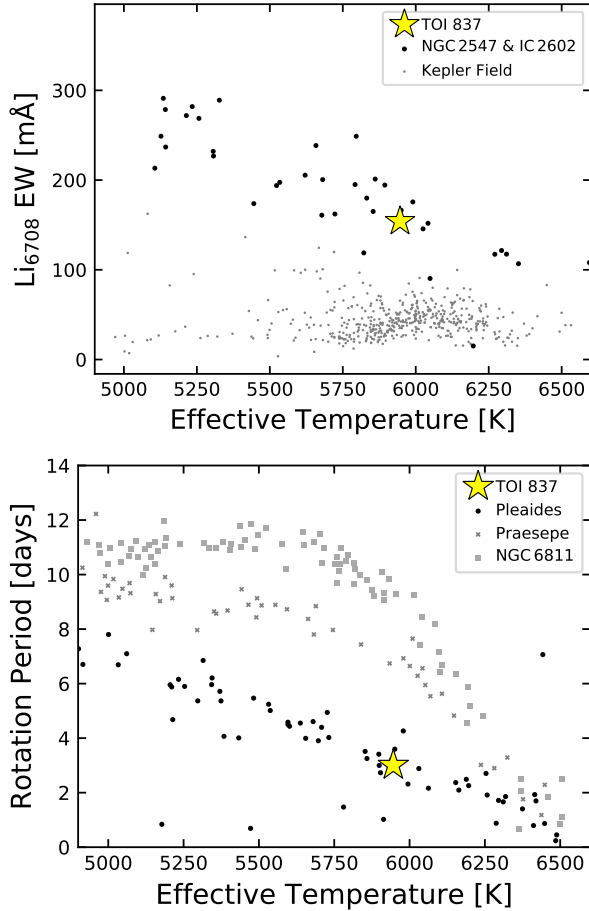 TOI 837
NGC 2547 & IC 2602
Kepler Field
300
200
100
0
Li6708 EW [mÅ]
5000 5250 5500 5750 6000 6250 6500
Effective Temperature [K]
14
TOI 837
Pleaides
Praesepe
NGC 6811
12
10
8
6
4
2
0
Rotation Period [days]
5000 5250 5500 5750 6000 6250 6500
Effective Temperature [K]